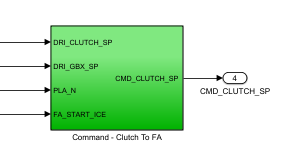 DRI_CLUTCH_SP
DRI_GBX_SP
CMD_CLUTCH_SP
4
PLA_N
CMD_CLUTCH_SP
FA_START_ICE
Command - Clutch To FA